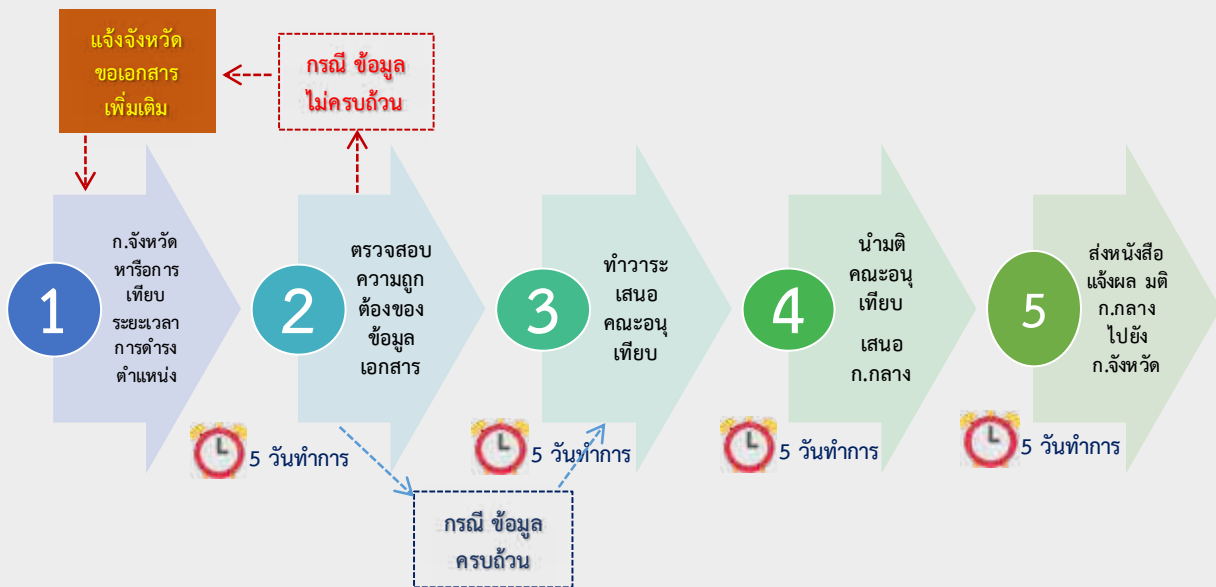 แจ้งจังหวัด
ขอเอกสาร
เพิ่มเติม
กรณี ข้อมูล
ไม่ครบถ้วน
1
ก.จังหวัด
หารือการ
เทียบ
ระยะเวลา
การดำรง
ตำแหน่ง
2
ตรวจสอบ
ความถูก
ต้องของ
ข้อมูล
เอกสาร
3
ทำวาระ
เสนอ
คณะอนุ
เทียบ
4
นำมติ
คณะอนุ
เทียบ
เสนอ
ก.กลาง
5
ส่งหนังสือ
แจ้งผล มติ
ก.กลาง
ไปยัง
ก.จังหวัด
5 วันทำการ
5 วันทำการ
5 วันทำการ
5 วันทำการ
กรณี ข้อมูล
ครบถ้วน